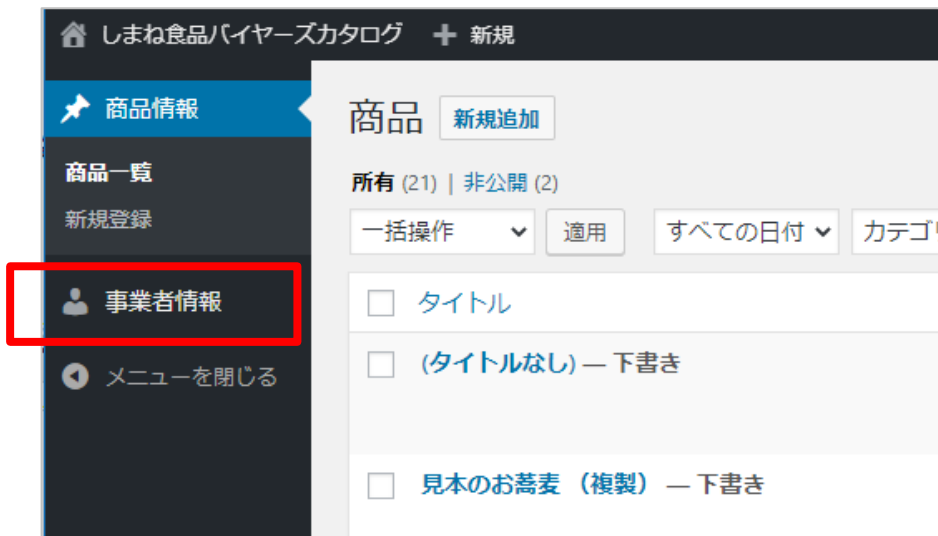 しまね食品バイヤーズカタログ 新規
商品情報
商品一覧
新規登録
事業者情報
メニューを閉じる
商品 新規追加
所有 (21) | 非公開 (2)
一括操作 適用 すべての日付 カテゴ
タイトル
(タイトルなし) — 下書き
見本のお蕎麦 (複製) — 下書き